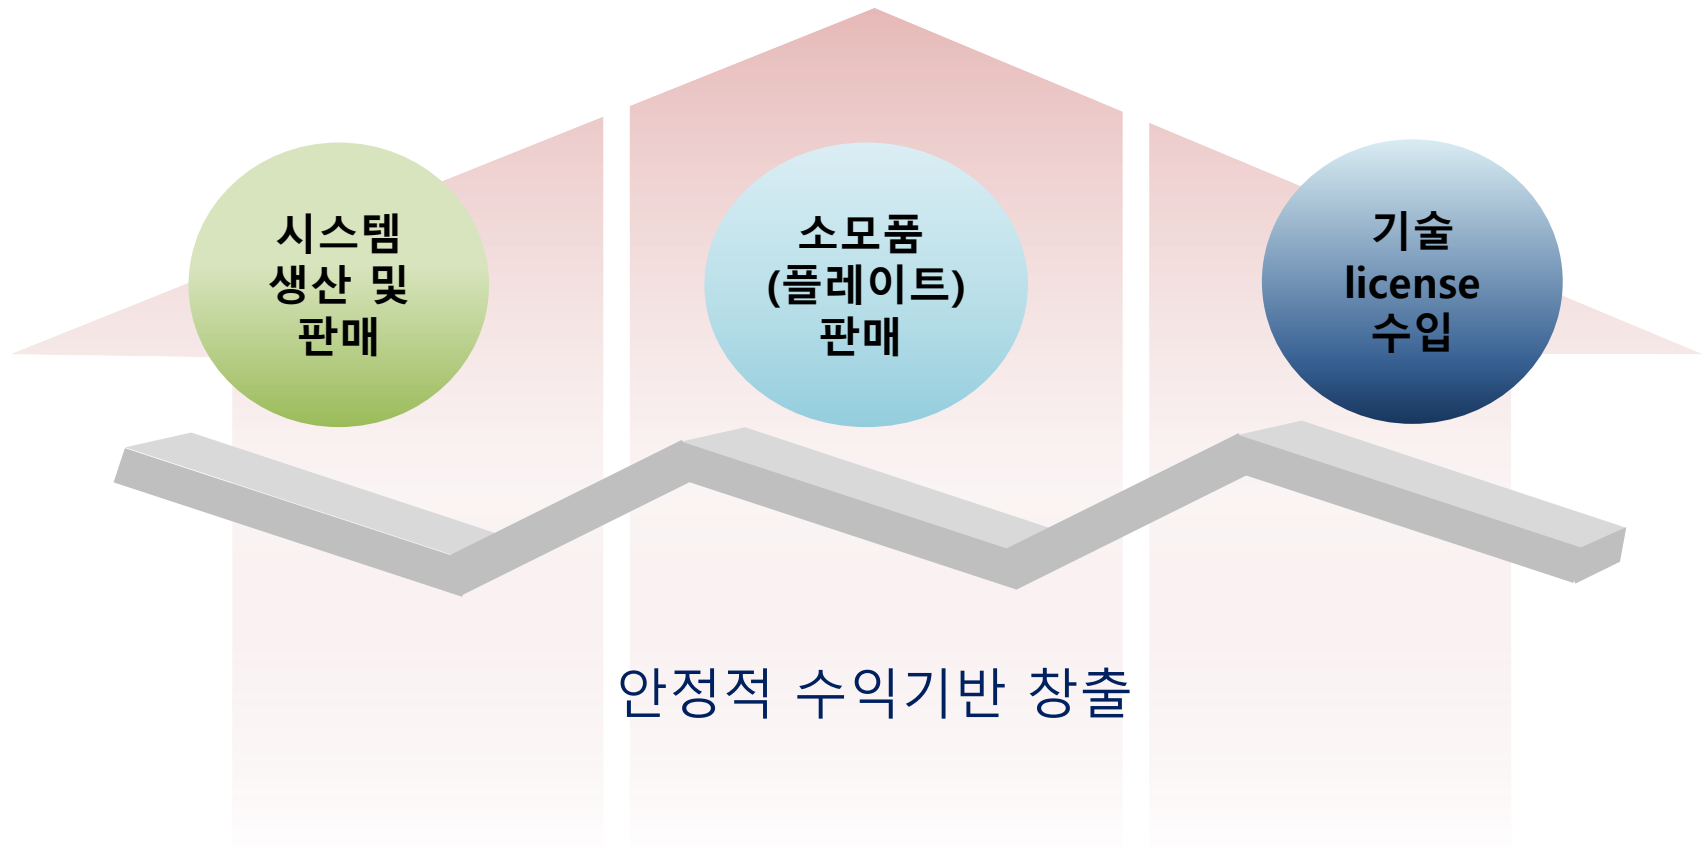 시스템
생산 및
판매
소모품
(플레이트)
판매
기술
license
수입
안정적 수익기반 창출